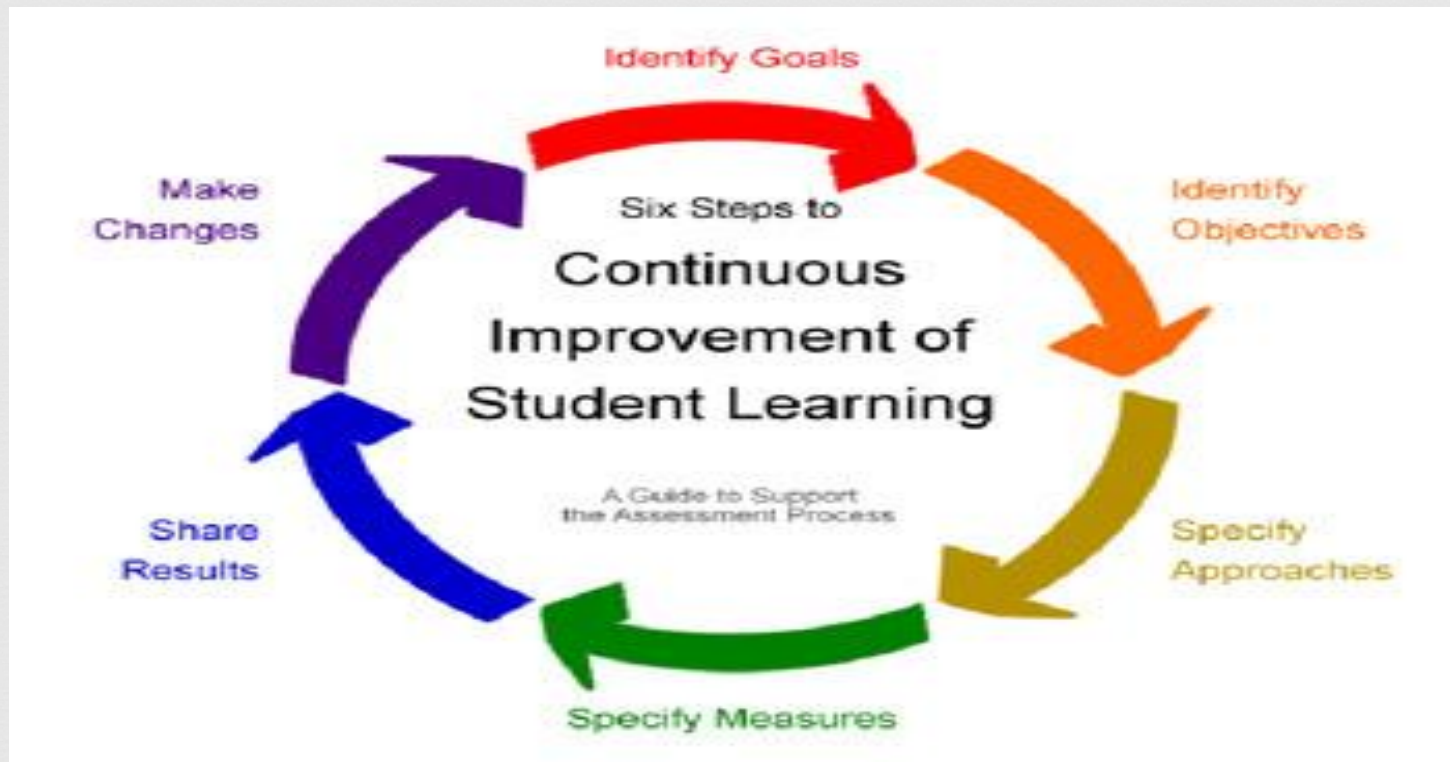 Identify Goals
Identify
Objectives
Specify
Approaches
Specify Measures
Share
Results
Make
Changes
Six Steps to
Continuous
Improvement of
Student Learning
A Guide to Support
the Assessment Process